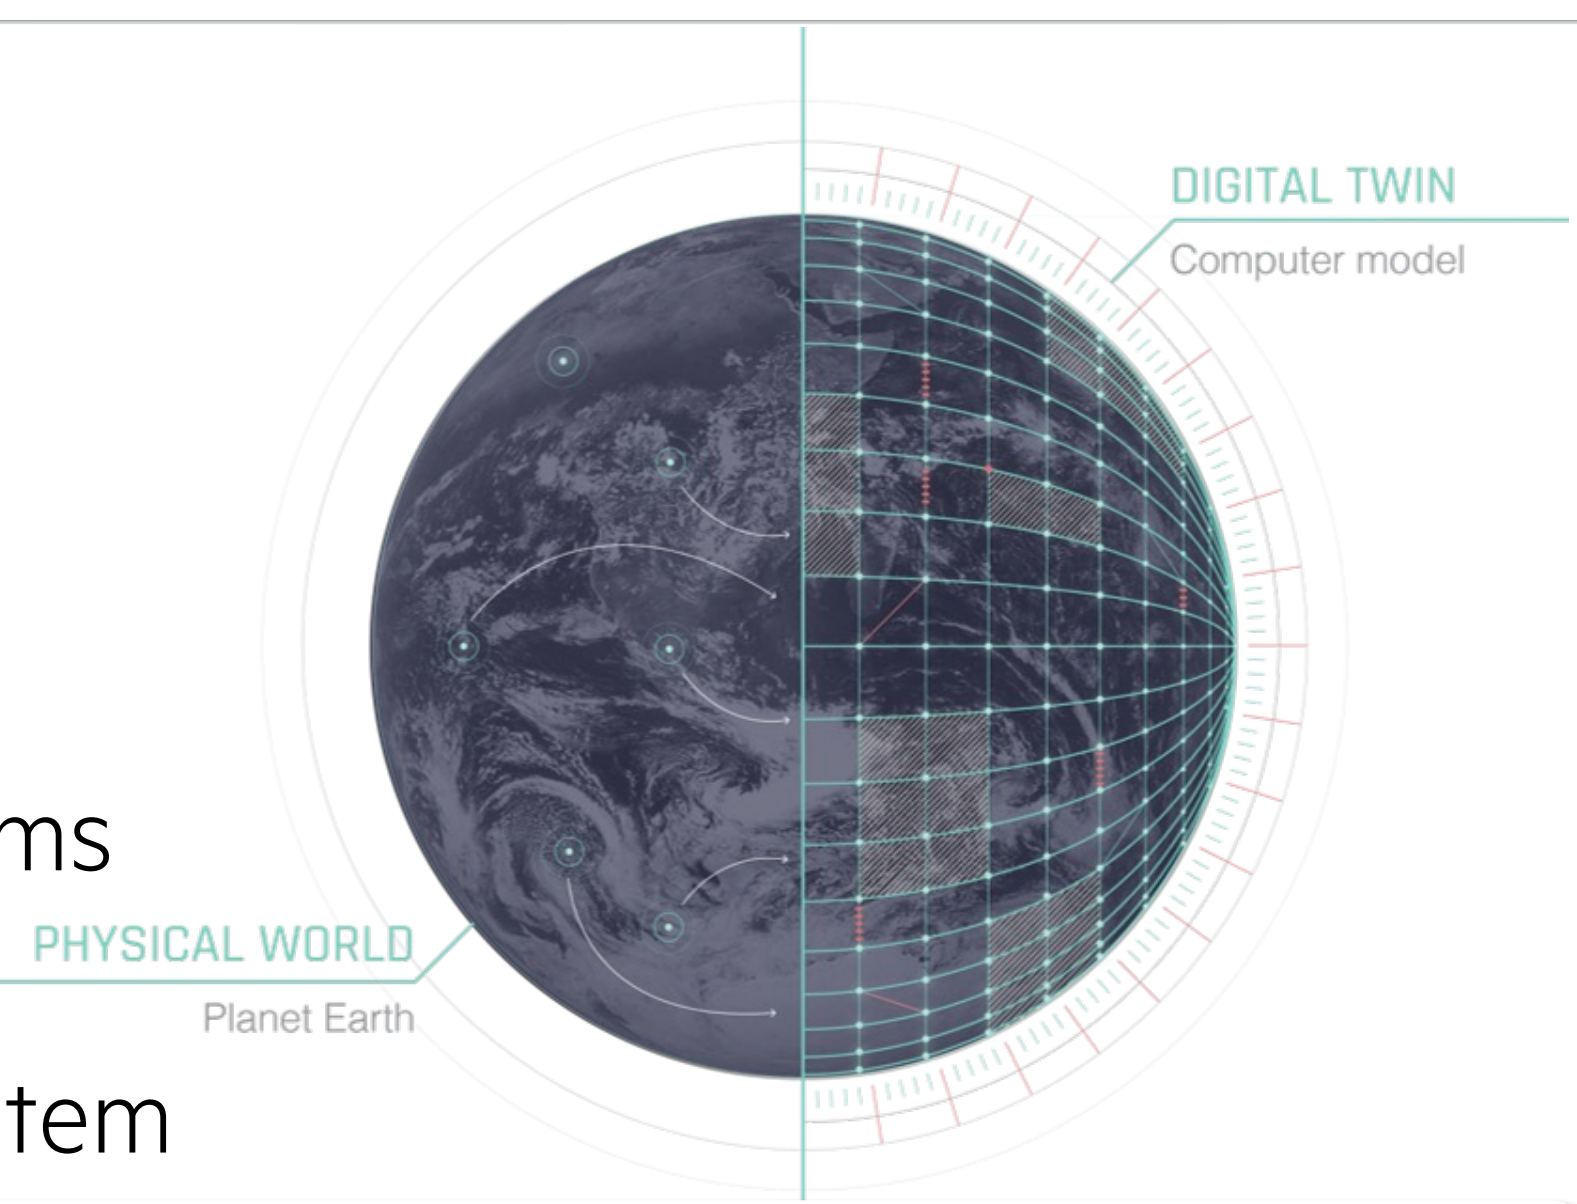 DIGITAL TWIN
Computer model
ms
PHYSICAL WORLD
Planet Earth
tem